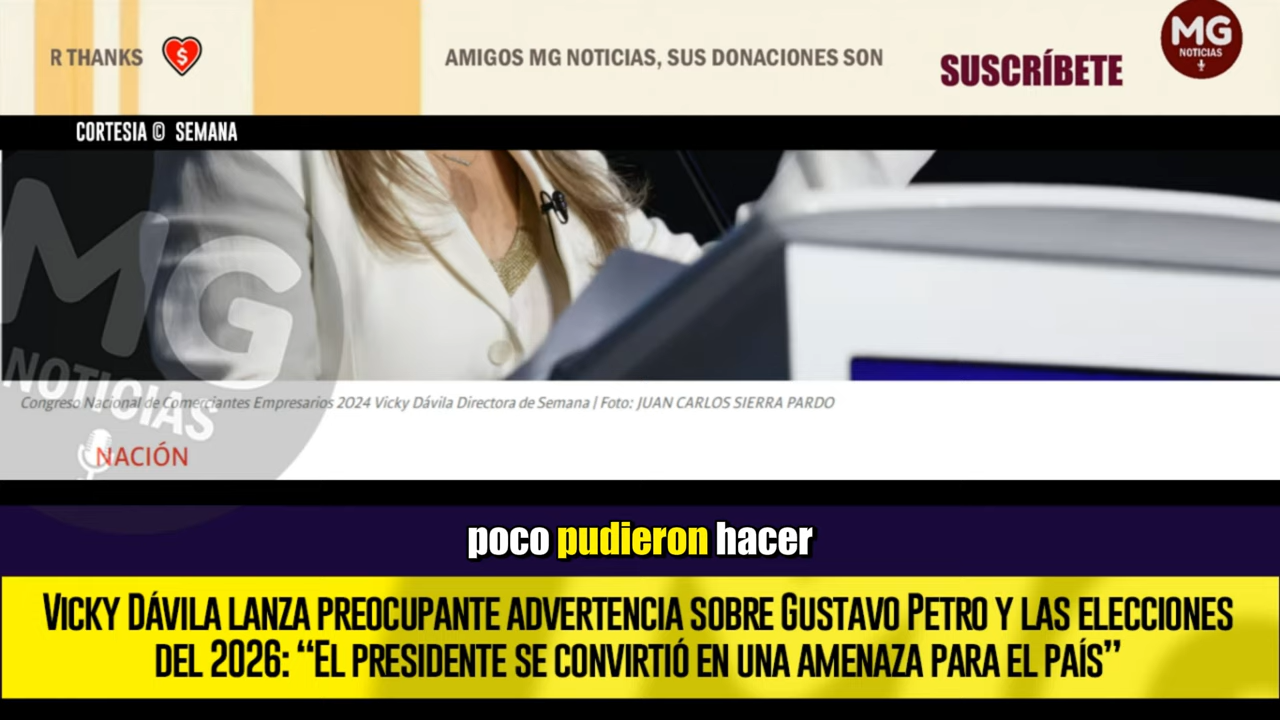 R THANKS
AMIGOS MG NOTICIAS, SUS DONACIONES SON
SUSCRÍBETE
MG
NOTICIAS
CORTESIA © SEMANA
MG
NOTICIAS
Congreso Nacional de Comerciantes Empresarios 2024 Vicky Dávila Directora de Semana | Foto: JUAN CARLOS SIERRA PARDO
NACIÓN
poco pudieron hacer
VICKY DÁVILA LANZA PREOCUPANTE ADVERTENCIA SOBRE GUSTAVO PETRO Y LAS ELECCIONES
DEL 2026: “EL PRESIDENTE SE CONVIRTIÓ EN UNA AMENAZA PARA EL PAÍS”